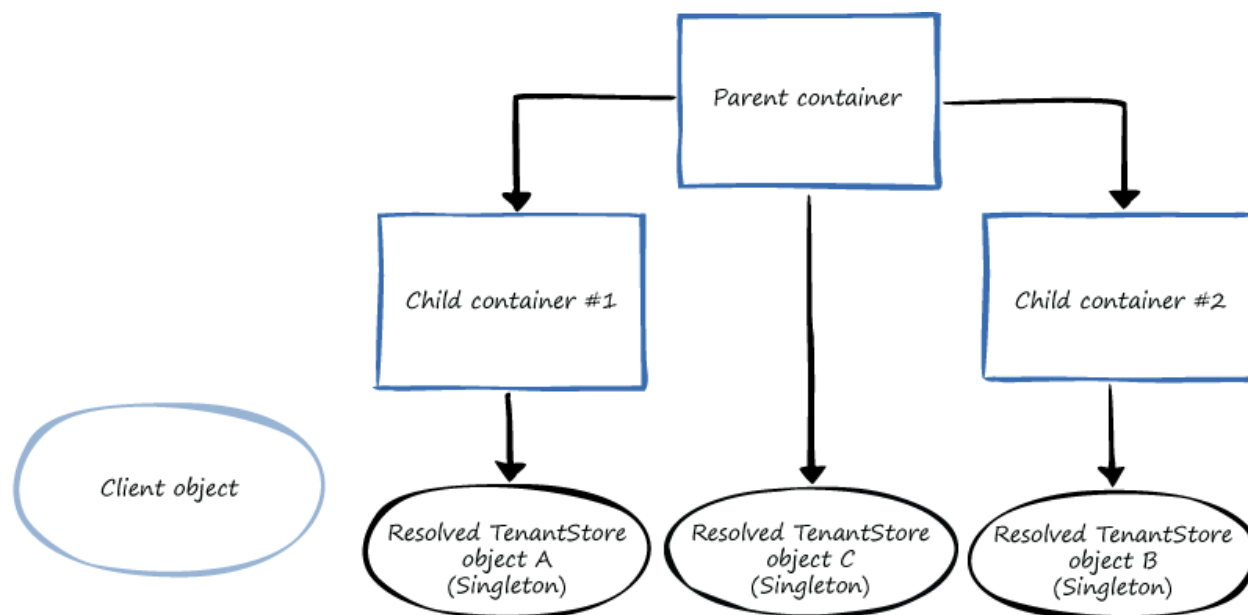 Parent container
Child container #1
Child container #2
Client object
Resolved TenantStore
object A
(Singleton)
Resolved TenantStore
object C
(Singleton)
Resolved TenantStore
object B
(Singleton)